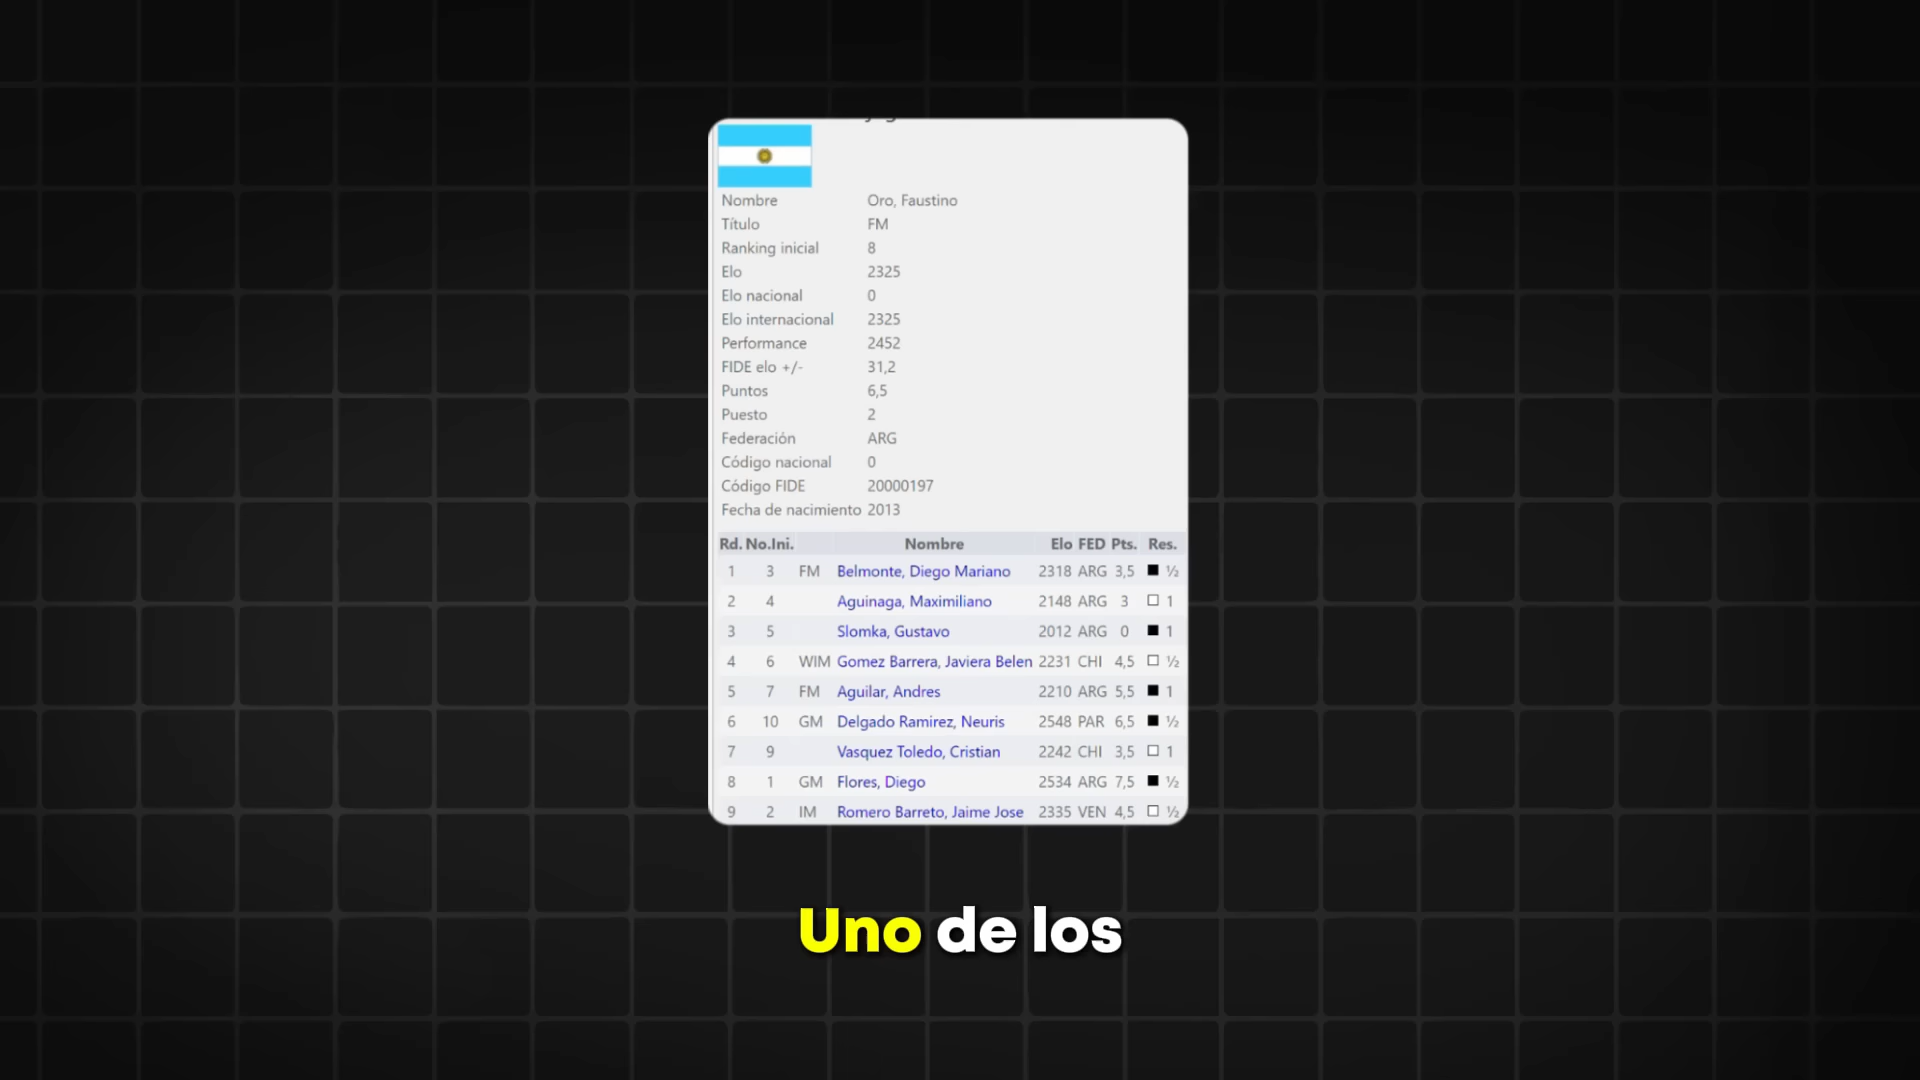 Nombre Oro, Faustino
Título FM
Ranking inicial 8
Elo 2325
Elo nacional 0
Elo internacional 2325
Performance 2452
FIDE elo +/- 31,2
Puntos 6,5
Puesto 2
Federación ARG
Código nacional 0
Código FIDE 20000197
Fecha de nacimiento 2013
Rd. No.Ini. Nombre Elo FED Pts. Res.
1 3 FM Belmonte, Diego Mariano 2318 ARG 3,5 ■ ½
2 4 Aguinaga, Maximiliano 2148 ARG 3 □ 1
3 5 Slomka, Gustavo 2012 ARG 0 ■ 1
4 6 WIM Gomez Barrera, Javiera Belen 2231 CHI 4,5 □ ½
5 7 FM Aguilar, Andres 2210 ARG 5,5 ■ 1
6 10 GM Delgado Ramirez, Neuris 2548 PAR 6,5 ■ ½
7 9 Vasquez Toledo, Cristian 2242 CHI 3,5 □ 1
8 1 GM Flores, Diego 2534 ARG 7,5 ■ ½
9 2 IM Romero Barreto, Jaime Jose 2335 VEN 4,5 □ ½
Uno de los